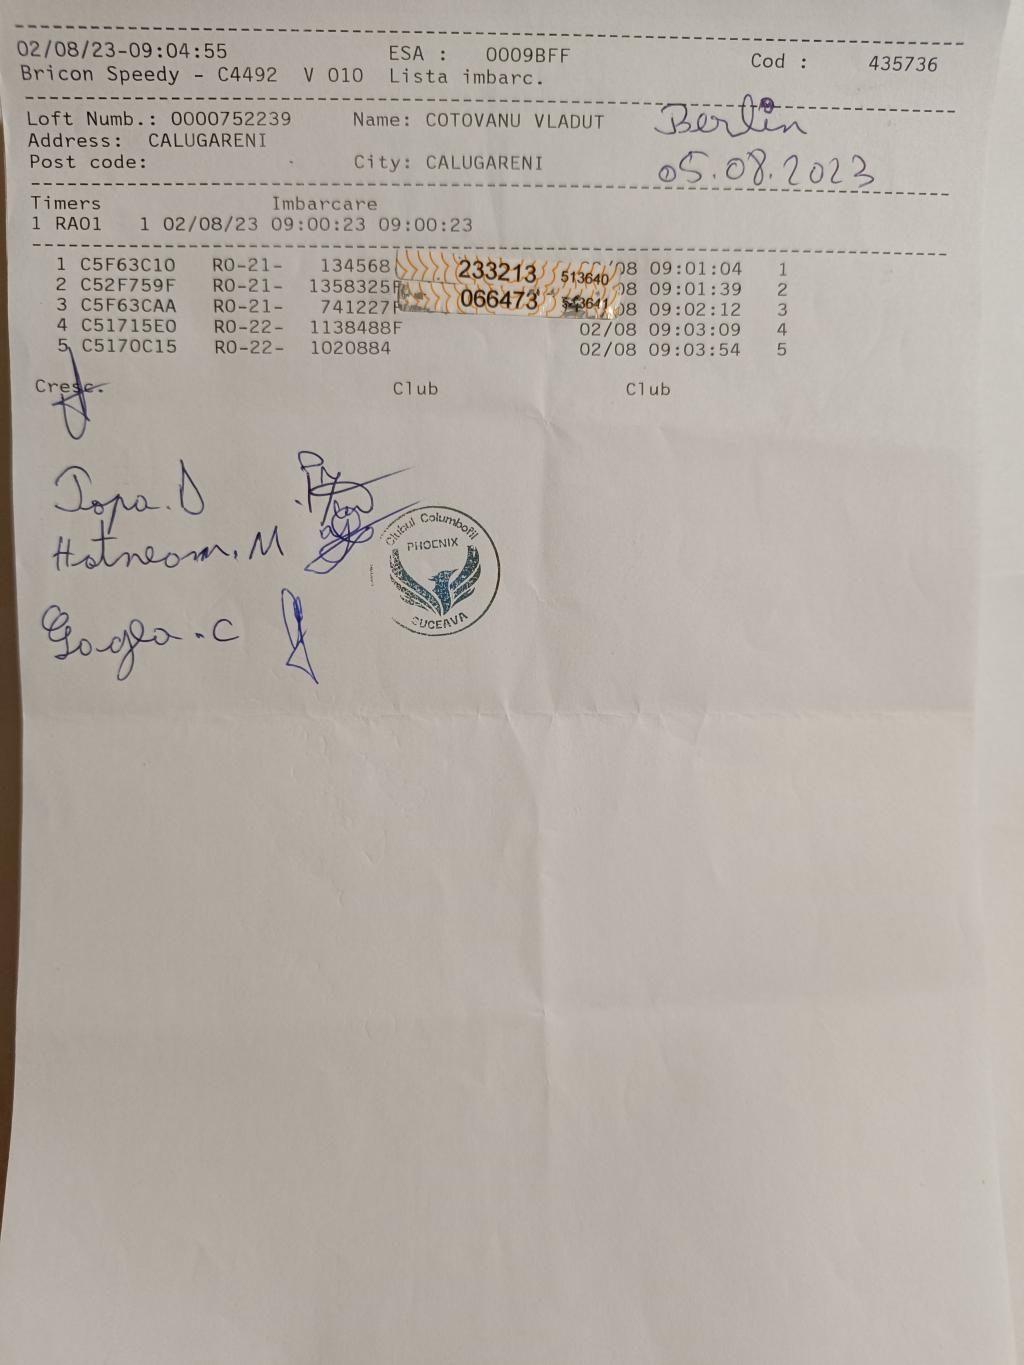 02/08/23-09:04:55 ESA : 0009BFF Cod : 435736
Bricon Speedy - C4492 V 010 Lista imbarc.
Loft Numb.: 0000752239 Name: COTOVANU VLADUT Berlin
Address: CALUGARENI
Post code: City: CALUGARENI 05.08.2023
Timers Imbarcare
1 RA01 1 02/08/23 09:00:23 09:00:23
1 C5F63C10 RO-21- 134568 233213 513640 08 09:01:04 1
2 C52F759F RO-21- 1358325F 08 09:01:39 2
3 C5F63CAA RO-21- 741227F 066473 513641 /08 09:02:12 3
4 C51715E0 RO-22- 1138488F 02/08 09:03:09 4
5 C5170C15 RO-22- 1020884 02/08 09:03:54 5
Cresc. Club Club
Topa. D
Clubul Columbofil
PHOENIX
SUCEAVA